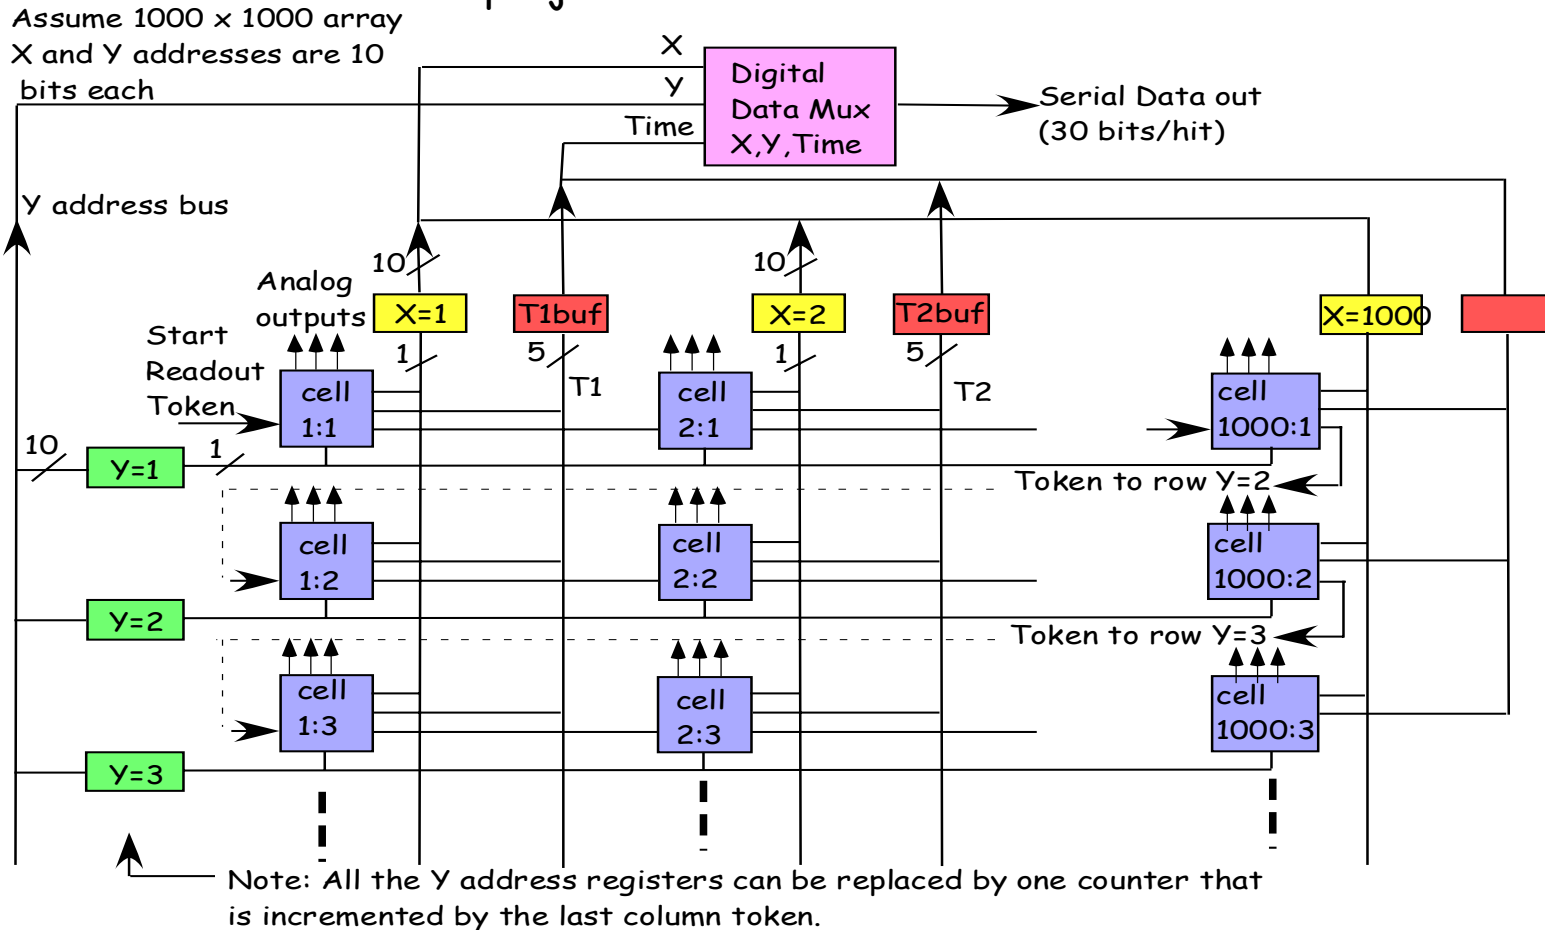 Assume 1000 x 1000 array
X and Y addresses are 10
bits each
X
Y
Time
Digital
Data Mux
X,Y,Time
Serial Data out
(30 bits/hit)
Y address bus
10
10
Analog
outputs
X=1
T1buf
X=2
T2buf
X=1000
Start
Readout
Token
1
5
T1
1
5
T2
cell
1:1
cell
2:1
cell
1000:1
10
Y=1
1
Token to row Y=2
cell
1:2
cell
2:2
cell
1000:2
Y=2
Token to row Y=3
cell
1:3
cell
2:3
cell
1000:3
Y=3
Note: All the Y address registers can be replaced by one counter that
is incremented by the last column token.